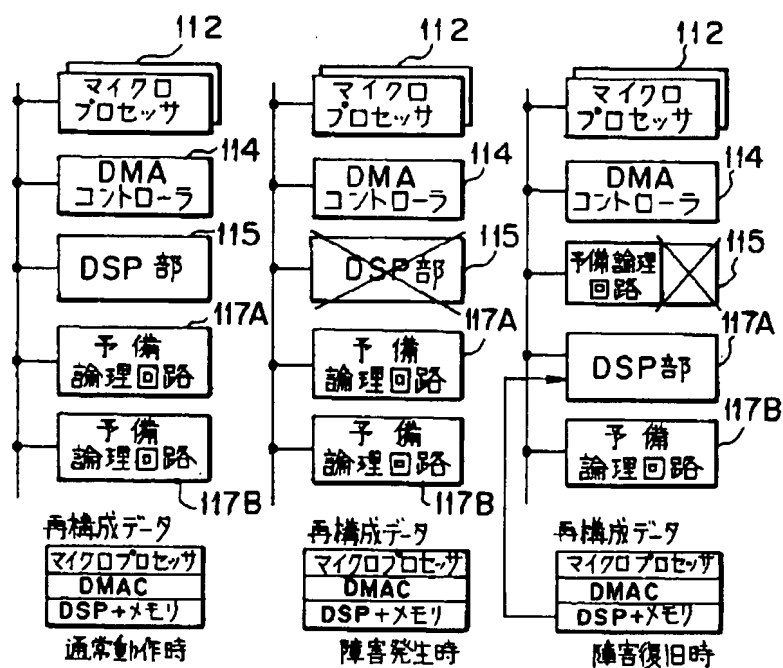 112
マイクロ
プロセッサ
114
DMA
コントローラ
115
DSP部
117A
予備
論理回路
予備
論理回路
117B
再構成データ
マイクロプロセッサ
DMAC
DSP+メモリ
通常動作時
112
マイクロ
プロセッサ
DMA
コントローラ
114
DSP部
115
117A
予備
論理回路
予備
論理回路
117B
再構成データ
マイクロプロセッサ
DMAC
DSP+メモリ
障害発生時
112
マイクロ
プロセッサ
DMA
コントローラ
114
予備論理
回路
115
117A
DSP部
117B
予備
論理回路
再構成データ
マイクロプロセッサ
DMAC
DSP+メモリ
障害復旧時